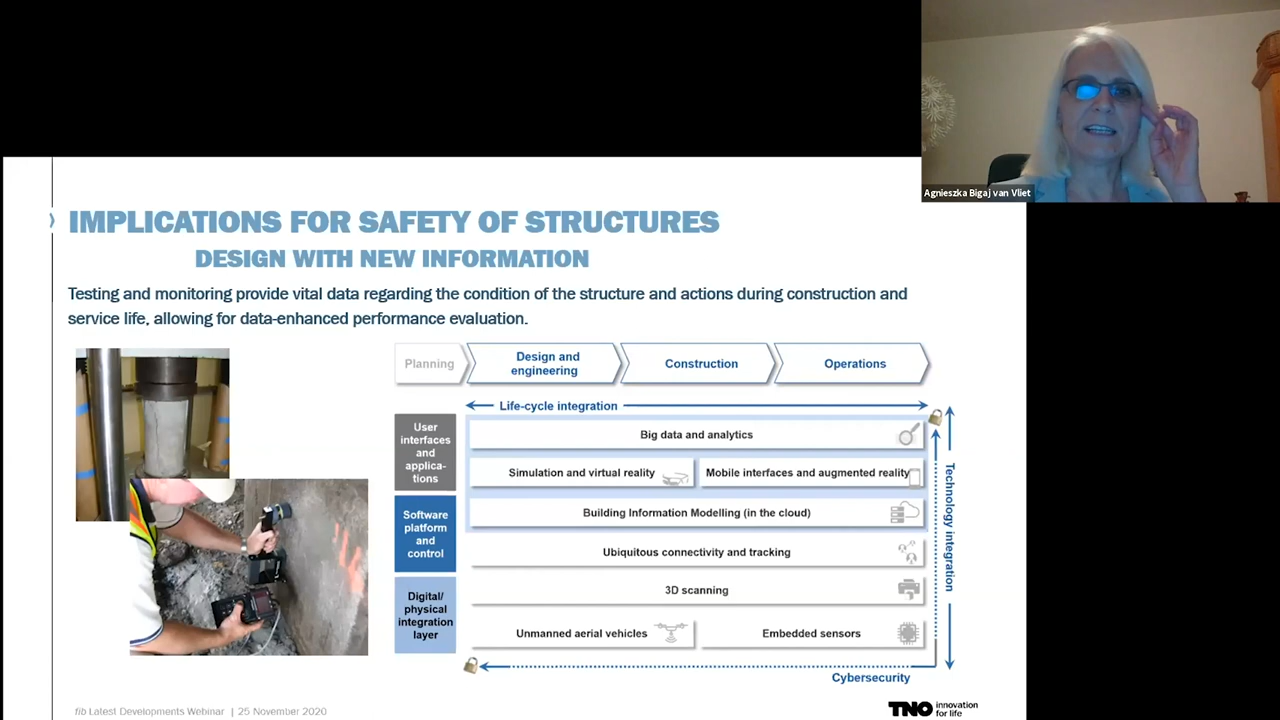 Agnieszka Bigaj van Vliet
IMPLICATIONS FOR SAFETY OF STRUCTURES
DESIGN WITH NEW INFORMATION
Testing and monitoring provide vital data regarding the condition of the structure and actions during construction and
service life, allowing for data-enhanced performance evaluation.
Planning
Design and
engineering
Construction
Operations
Life-cycle integration
User
interfaces
and
applica-
tions
Big data and analytics
Simulation and virtual reality
Mobile interfaces and augmented reality
Software
platform
and
control
Building Information Modelling (in the cloud)
Ubiquitous connectivity and tracking
Digital/
physical
integration
layer
3D scanning
Unmanned aerial vehicles
Embedded sensors
Technology integration
Cybersecurity
fib Latest Developments Webinar | 25 November 2020
TNO innovation
for life